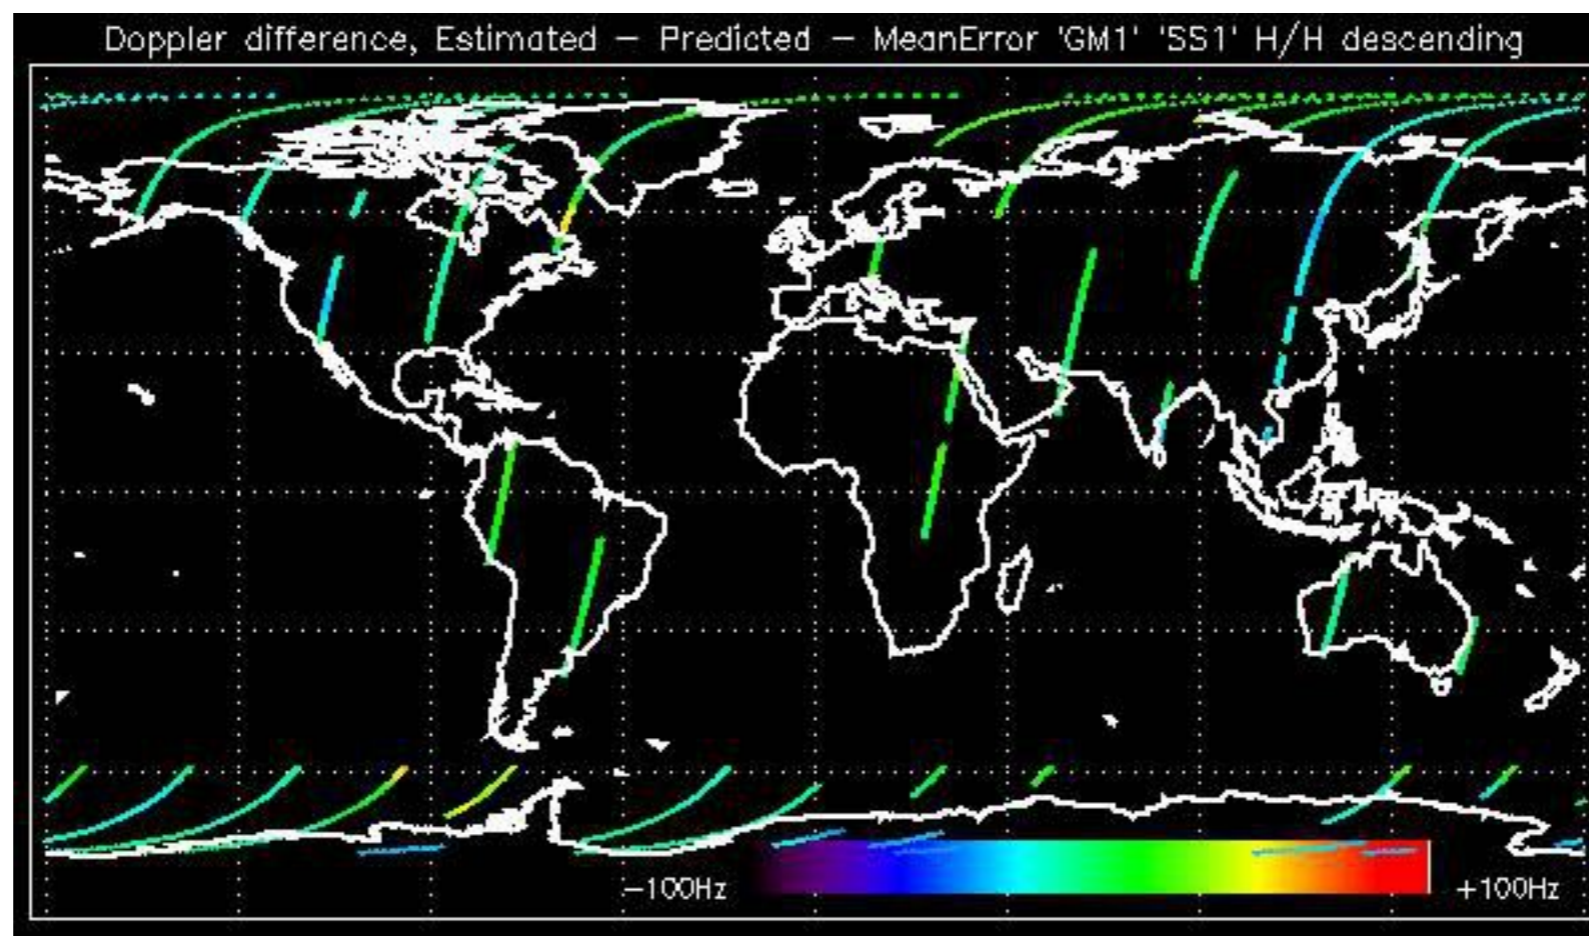 Doppler difference, Estimated – Predicted – MeanError 'GM1' 'SS1' H/H descending
–100Hz
+100Hz